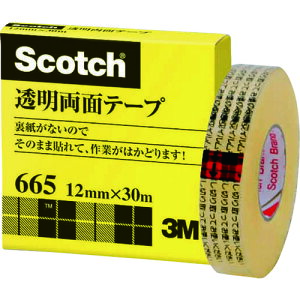 Scotch®
透明両面テープ
裏紙がないので
そのまま貼れて、作業がはかどります!
665 12mm×30m
™
3M
Scotch Brand